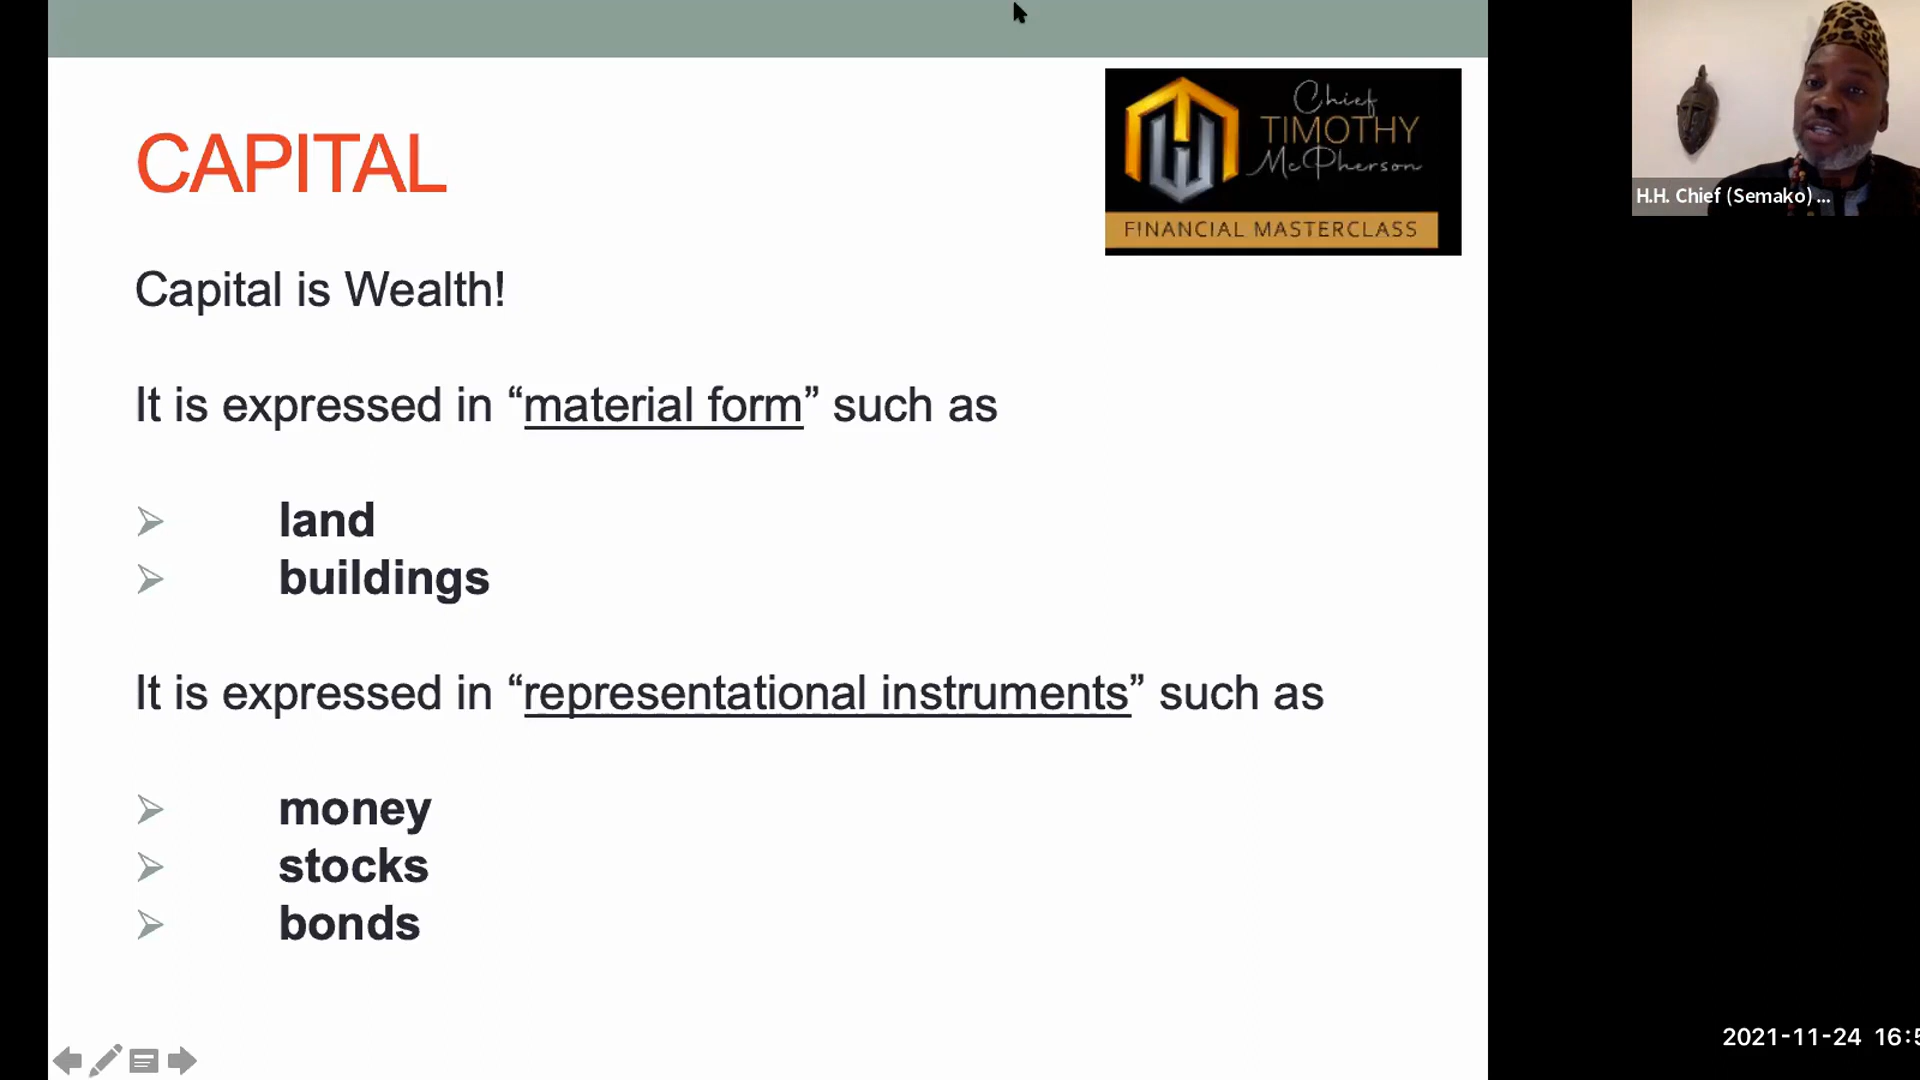 CAPITAL
Chief
TIMOTHY
McPherson
FINANCIAL MASTERCLASS
H.H. Chief (Semako) ...
Capital is Wealth!
It is expressed in “material form” such as
land
buildings
It is expressed in “representational instruments” such as
money
stocks
bonds
2021-11-24 16:5